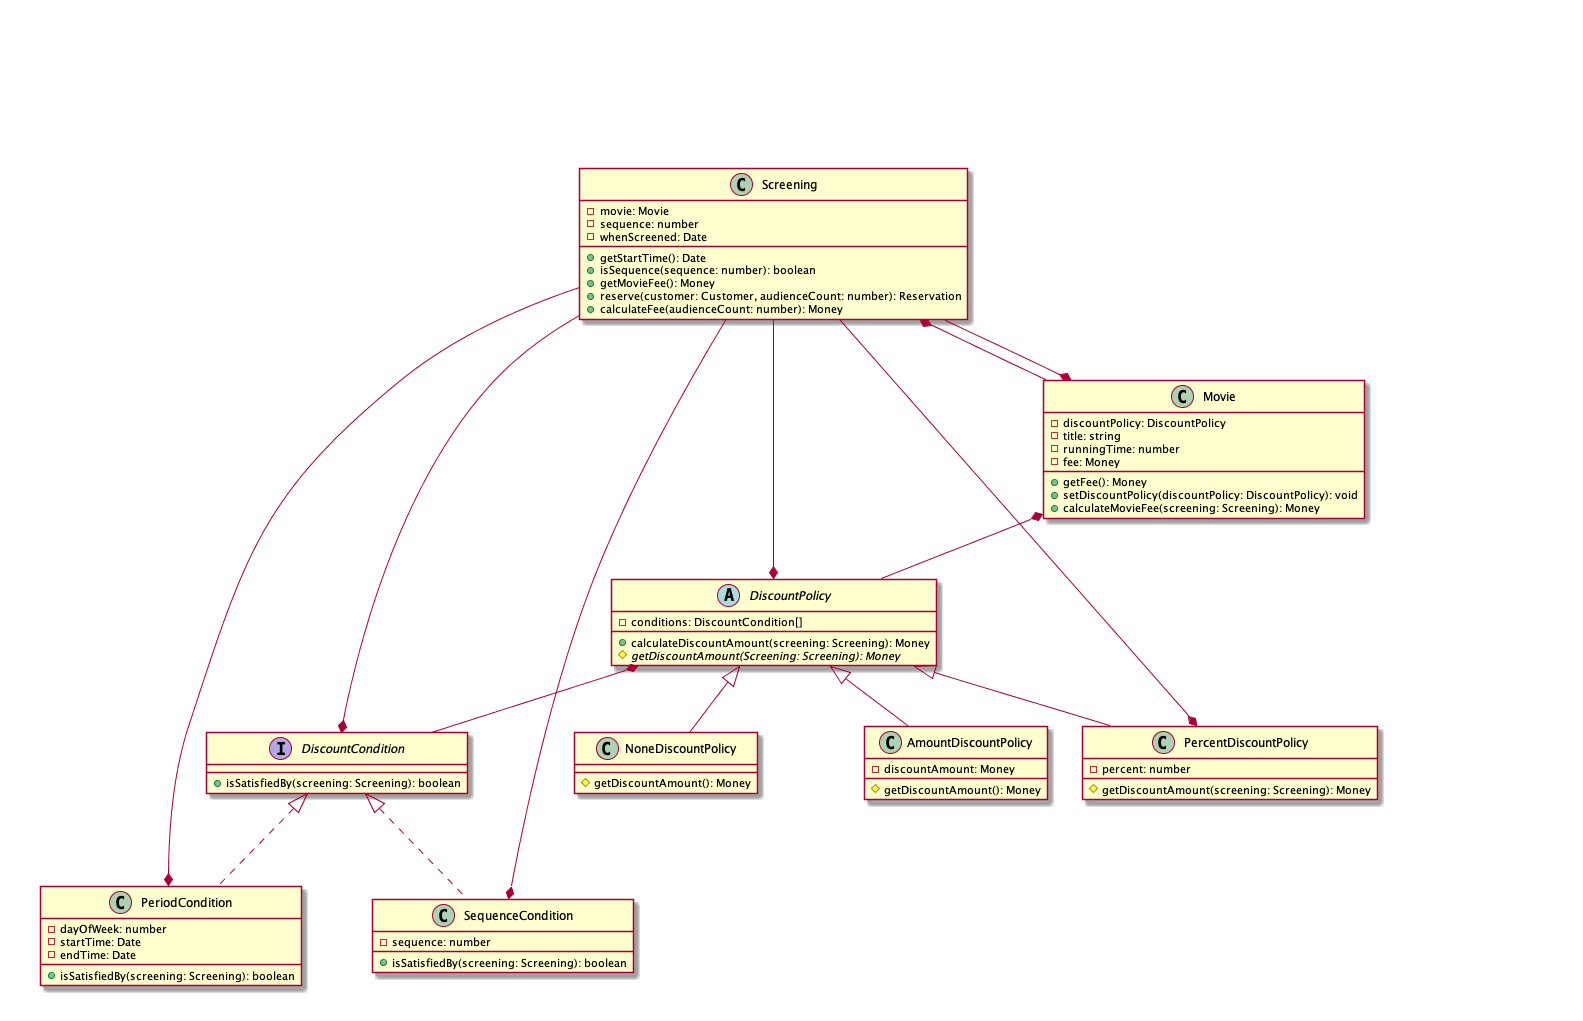 C Screening
movie: Movie
sequence: number
whenScreened: Date
getStartTime(): Date
isSequence(sequence: number): boolean
getMovieFee(): Money
reserve(customer: Customer, audienceCount: number): Reservation
calculateFee(audienceCount: number): Money
C Movie
discountPolicy: DiscountPolicy
title: string
runningTime: number
fee: Money
getFee(): Money
setDiscountPolicy(discountPolicy: DiscountPolicy): void
calculateMovieFee(screening: Screening): Money
A DiscountPolicy
conditions: DiscountCondition[]
calculateDiscountAmount(screening: Screening): Money
getDiscountAmount(Screening: Screening): Money
I DiscountCondition
isSatisfiedBy(screening: Screening): boolean
C NoneDiscountPolicy
getDiscountAmount(): Money
C AmountDiscountPolicy
discountAmount: Money
getDiscountAmount(): Money
C PercentDiscountPolicy
percent: number
getDiscountAmount(screening: Screening): Money
C PeriodCondition
dayOfWeek: number
startTime: Date
endTime: Date
isSatisfiedBy(screening: Screening): boolean
C SequenceCondition
sequence: number
isSatisfiedBy(screening: Screening): boolean